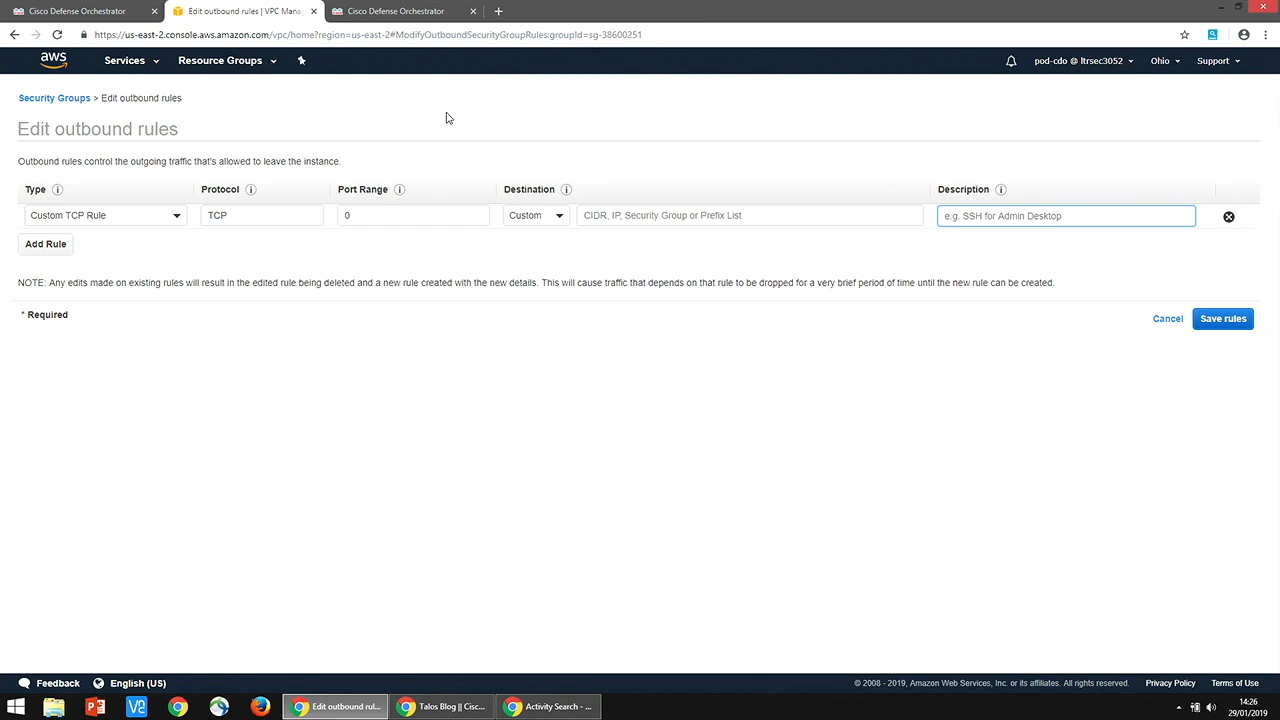 Cisco Defense Orchestrator
Edit outbound rules | VPC Mana
Cisco Defense Orchestrator
https://us-east-2.console.aws.amazon.com/vpc/home?region=us-east-2#ModifyOutboundSecurityGroupRules:groupId=sg-38600251
aws Services Resource Groups pod-cdo @ ltrsec3052 Ohio Support
Security Groups > Edit outbound rules
Edit outbound rules
Outbound rules control the outgoing traffic that's allowed to leave the instance.
Type Protocol Port Range Destination Description
Custom TCP Rule TCP 0 Custom CIDR, IP, Security Group or Prefix List e.g. SSH for Admin Desktop
Add Rule
NOTE: Any edits made on existing rules will result in the edited rule being deleted and a new rule created with the new details. This will cause traffic that depends on that rule to be dropped for a very brief period of time until the new rule can be created.
* Required
Cancel Save rules
Feedback English (US) © 2008 - 2019, Amazon Web Services, Inc. or its affiliates. All rights reserved. Privacy Policy Terms of Use
Edit outbound rul... Talos Blog || Cisc... Activity Search - ... 14:26
29/01/2019